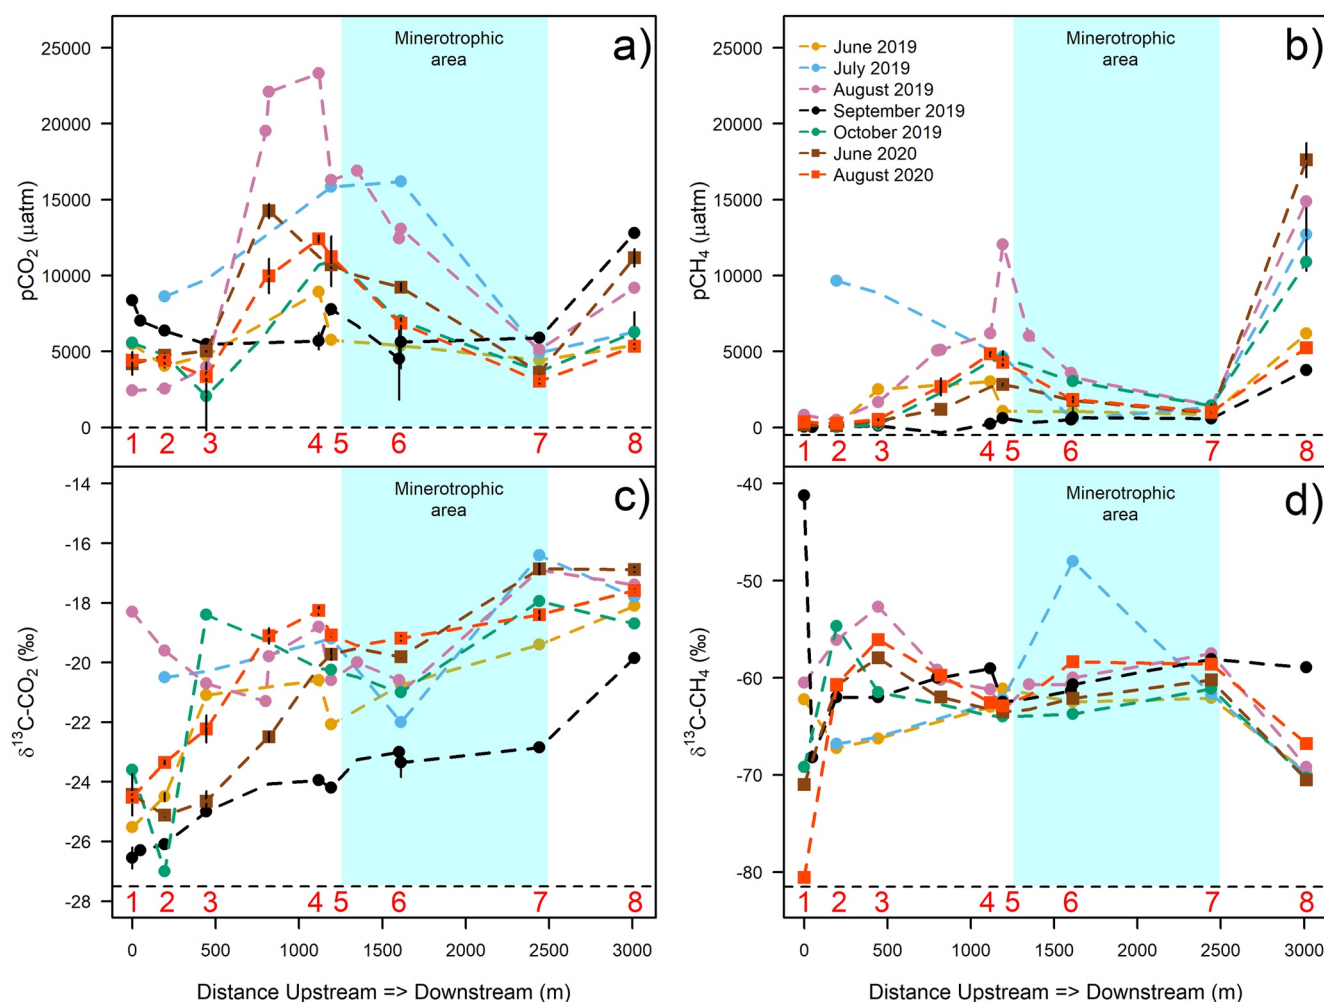 a)
Minerotrophic
area
25000
20000
15000
10000
5000
0
pCO2 (µatm)
1 2 3 4 5 6 7 8
b)
Minerotrophic
area
June 2019
July 2019
August 2019
September 2019
October 2019
June 2020
August 2020
25000
20000
15000
10000
5000
0
pCH4 (µatm)
1 2 3 4 5 6 7 8
c)
Minerotrophic
area
-14
-16
-18
-20
-22
-24
-26
-28
δ13C-CO2 (‰)
1 2 3 4 5 6 7 8
0 500 1000 1500 2000 2500 3000
Distance Upstream => Downstream (m)
d)
Minerotrophic
area
-40
-50
-60
-70
-80
δ13C-CH4 (‰)
1 2 3 4 5 6 7 8
0 500 1000 1500 2000 2500 3000
Distance Upstream => Downstream (m)